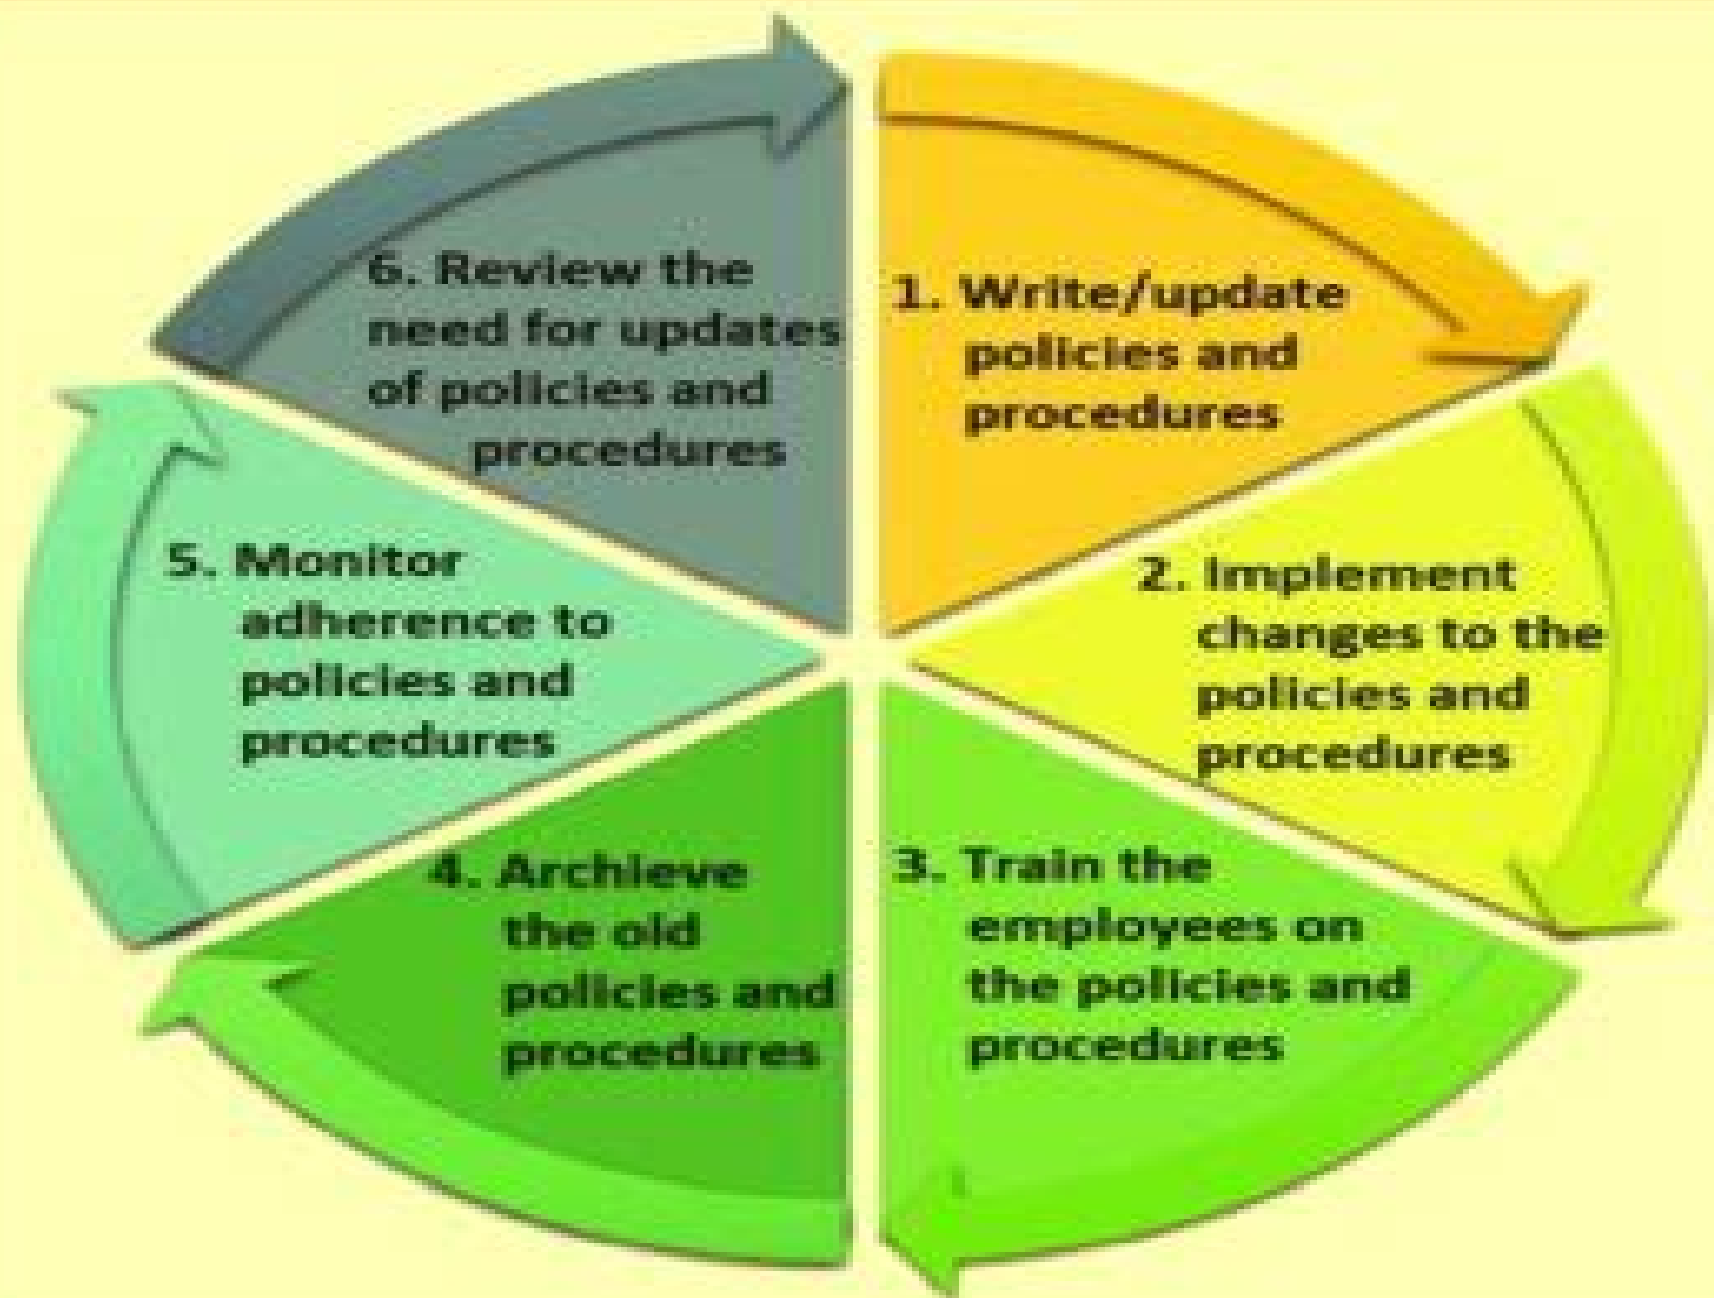 1. Write/update
policies and
procedures
2. Implement
changes to the
policies and
procedures
3. Train the
employees on
the policies and
procedures
4. Archieve
the old
policies and
procedures
5. Monitor
adherence to
policies and
procedures
6. Review the
need for updates
of policies and
procedures